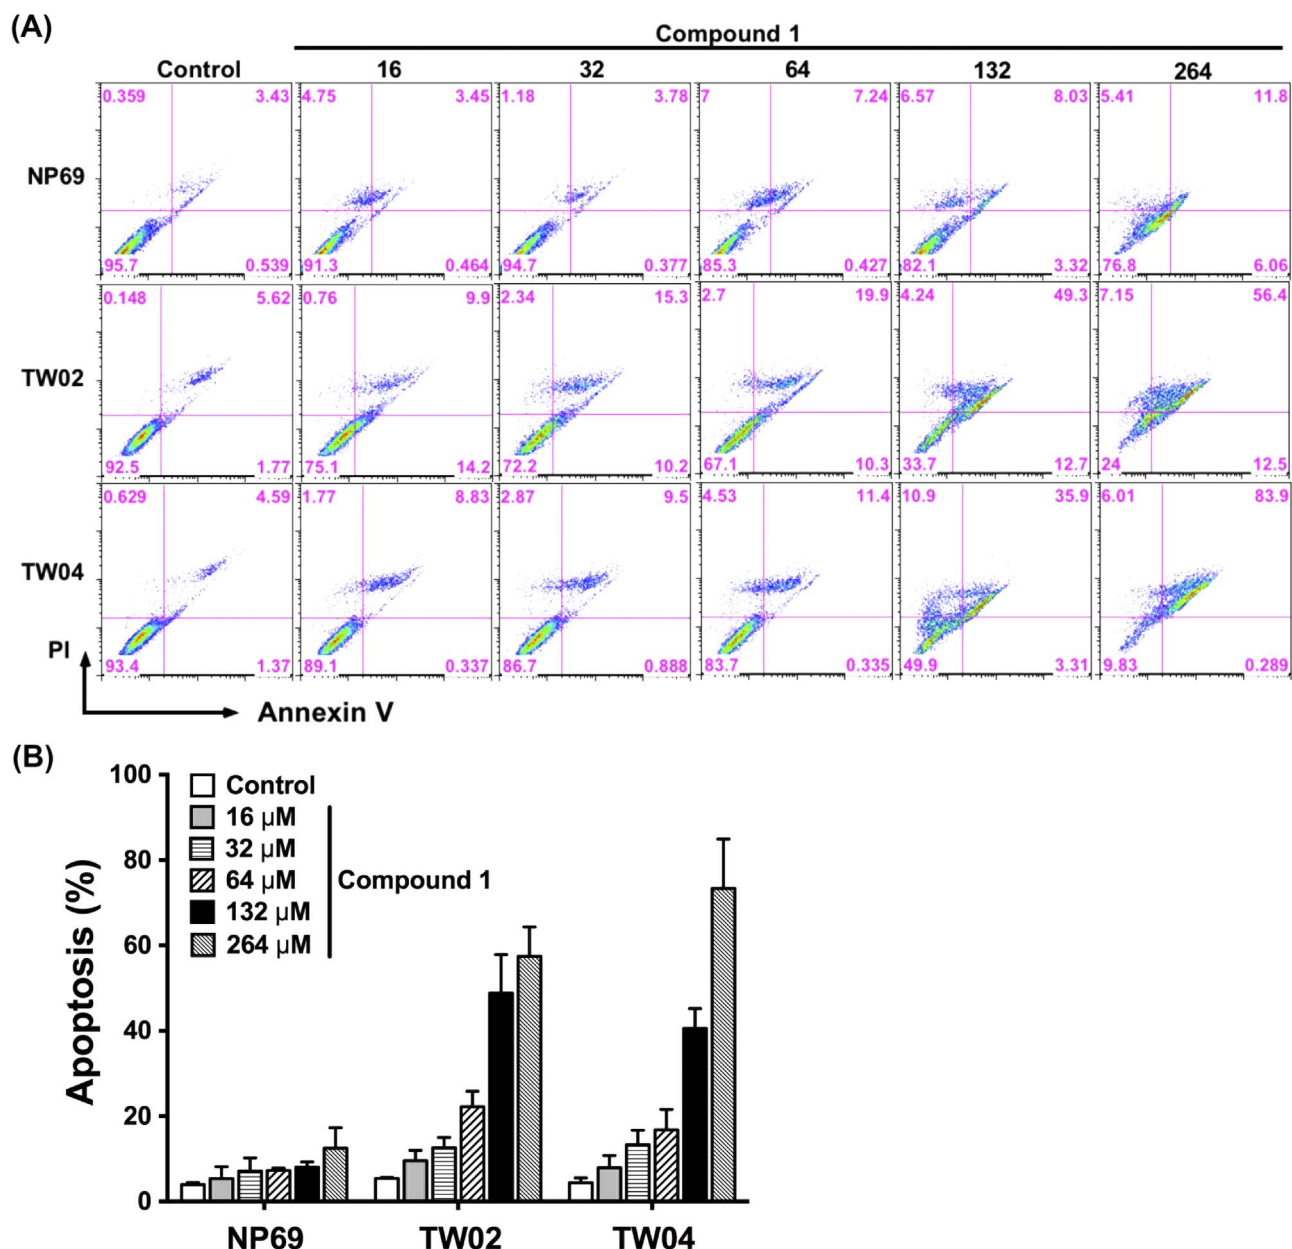 (A)
Compound 1
Control 16 32 64 132 264
0.359 3.43 4.75 3.45 1.18 3.78 7 7.24 6.57 8.03 5.41 11.8
NP69
95.7 0.539 91.3 0.464 94.7 0.377 85.3 0.427 82.1 3.32 76.8 6.06
0.148 5.62 0.76 9.9 2.34 15.3 2.7 19.9 4.24 49.3 7.15 56.4
TW02
92.5 1.77 75.1 14.2 72.2 10.2 67.1 10.3 33.7 12.7 24 12.5
0.629 4.59 1.77 8.83 2.87 9.5 4.53 11.4 10.9 35.9 6.01 83.9
TW04
PI
93.4 1.37 89.1 0.337 86.7 0.888 83.7 0.335 49.9 3.31 9.83 0.289
Annexin V
(B)
Apoptosis (%)
100
80
60
40
20
0
Control
16 µM
32 µM
64 µM
132 µM
264 µM
Compound 1
NP69 TW02 TW04